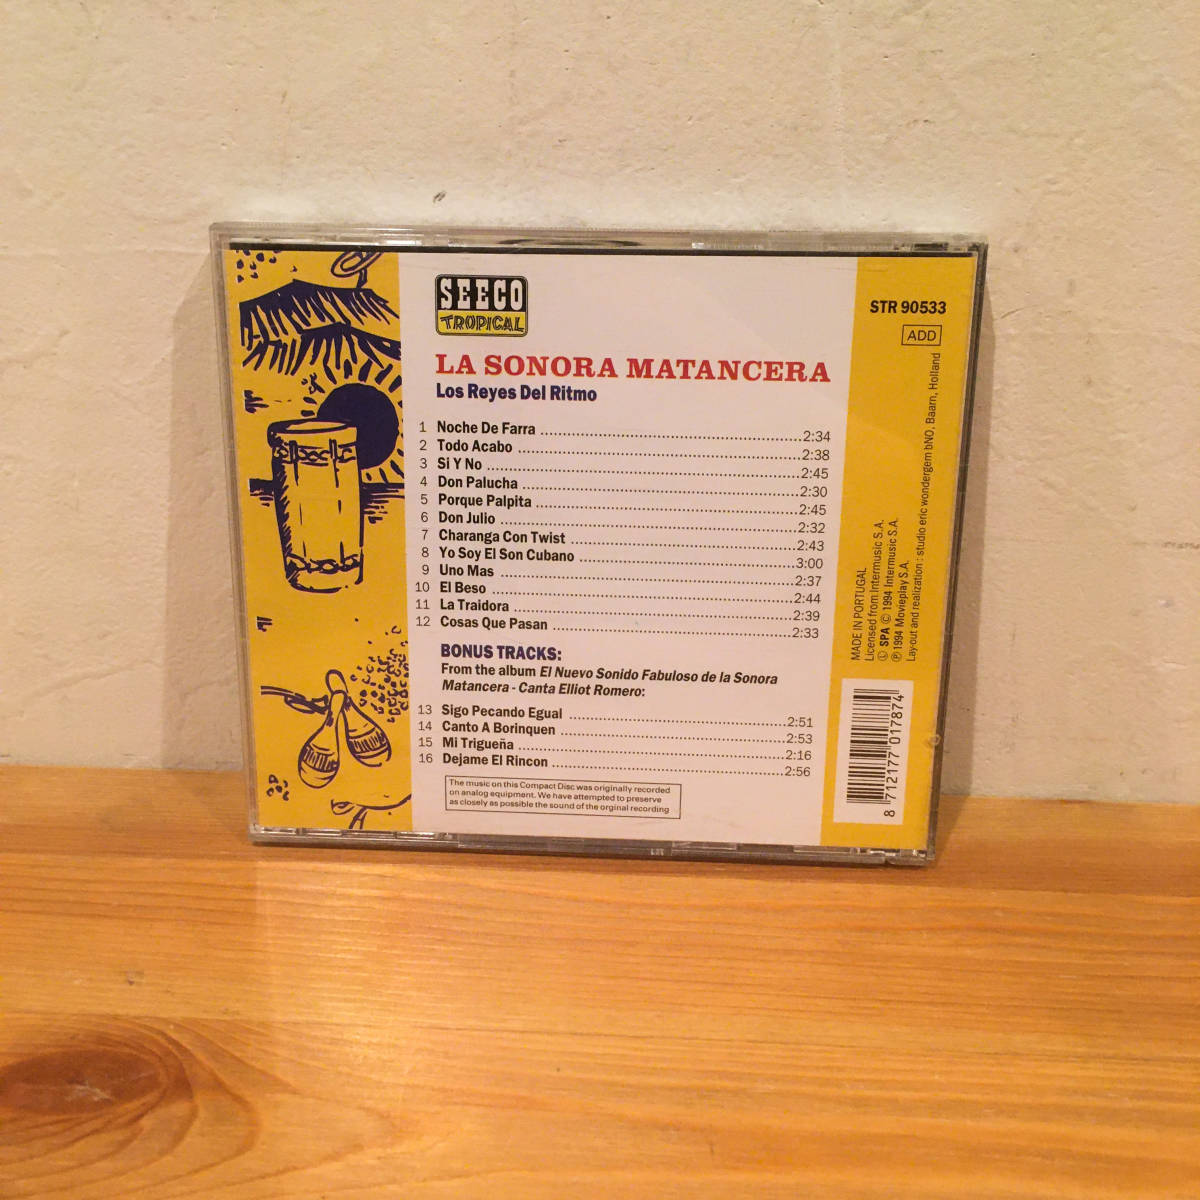 SEECO
TROPICAL
LA SONORA MATANCERA
Los Reyes Del Ritmo
1 Noche De Farra 2:34
2 Todo Acabo 2:38
3 Si Y No 2:45
4 Don Palucha 2:30
5 Porque Palpita 2:45
6 Don Julio 2:32
7 Charanga Con Twist 2:43
8 Yo Soy El Son Cubano 3:00
9 Uno Mas 2:37
10 El Beso 2:44
11 La Traidora 2:39
12 Cosas Que Pasan 2:33
BONUS TRACKS:
From the album El Nuevo Sonido Fabuloso de la Sonora
Matancera - Canta Elliot Romero:
13 Sigo Pecando Egual 2:51
14 Canto A Borinquen 2:53
15 Mi Trigueña 2:16
16 Dejame El Rincon 2:56
The music on this Compact Disc was originally recorded
on analog equipment. We have attempted to preserve
as closely as possible the sound of the orginal recording
STR 90533
ADD
MADE IN PORTUGAL
Licensed from Intermusic S.A.
Ⓛ SPA © 1994 Intermusic S.A.
℗ 1994 Movieplay S.A.
Lay-out and realization : studio eric wondergem bNO, Baarn, Holland
8 712177 017874